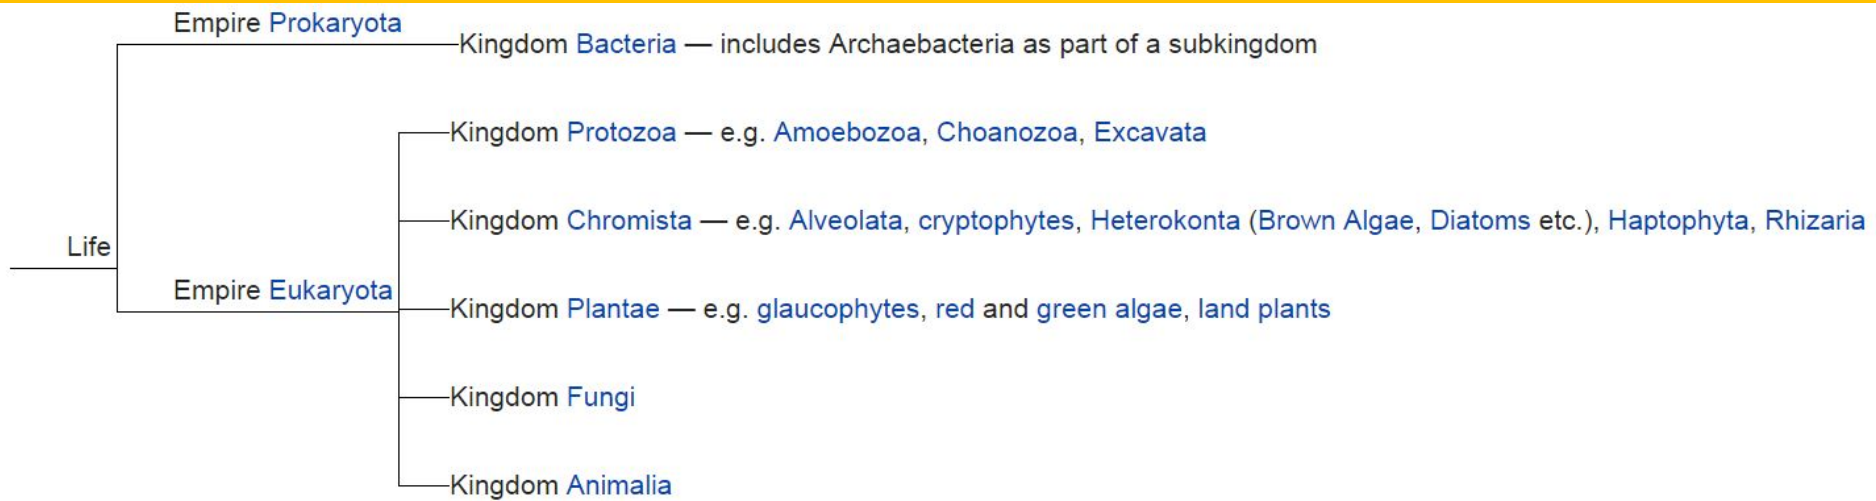 Empire Prokaryota
Kingdom Bacteria — includes Archaebacteria as part of a subkingdom
Kingdom Protozoa — e.g. Amoebozoa, Choanozoa, Excavata
Kingdom Chromista — e.g. Alveolata, cryptophytes, Heterokonta (Brown Algae, Diatoms etc.), Haptophyta, Rhizaria
Life
Empire Eukaryota
Kingdom Plantae — e.g. glaucophytes, red and green algae, land plants
Kingdom Fungi
Kingdom Animalia